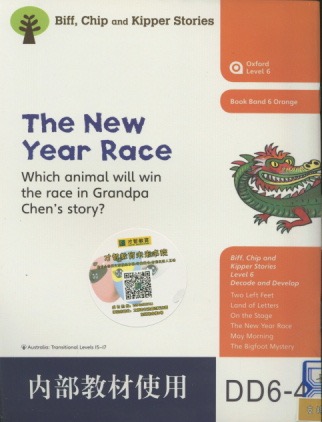 Biff, Chip and Kipper Stories
Oxford
Level 6
Book Band 6 Orange
The New
Year Race
Which animal will win
the race in Grandpa
Chen's story?
Biff, Chip and
Kipper Stories
Level 6
Decode and Develop
Two Left Feet
Land of Letters
On the Stage
The New Year Race
May Morning
The Bigfoot Mystery
Australia: Transitional Levels 15-17
内部教材使用
DD6-4